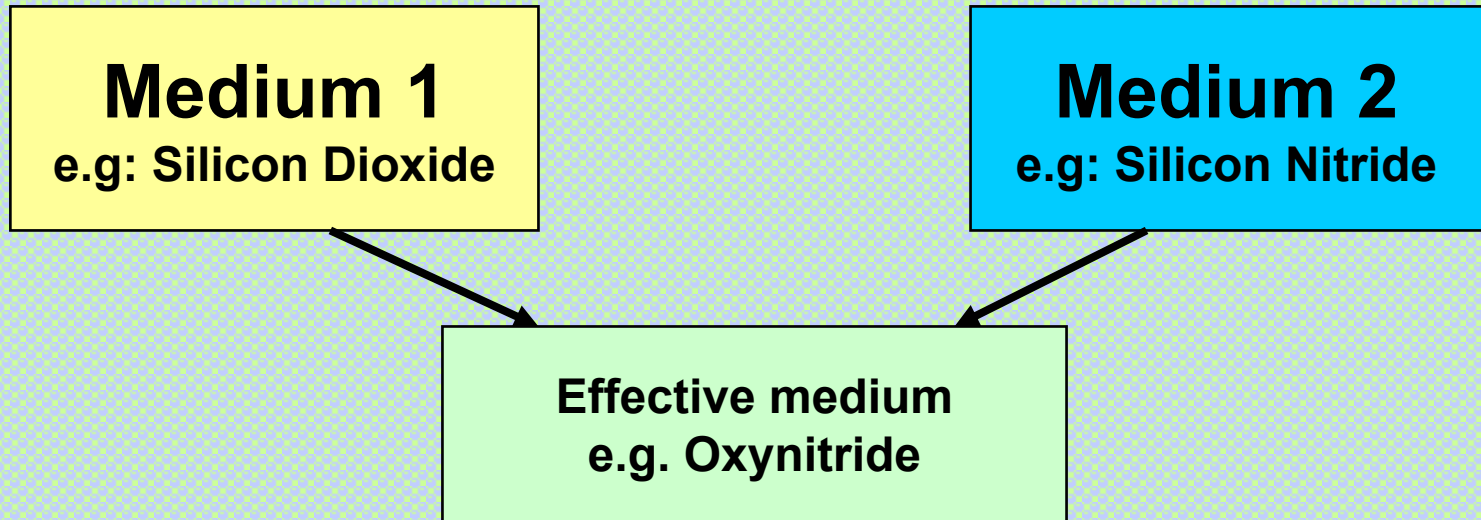 Medium 1
e.g: Silicon Dioxide
Medium 2
e.g: Silicon Nitride
Effective medium
e.g. Oxynitride